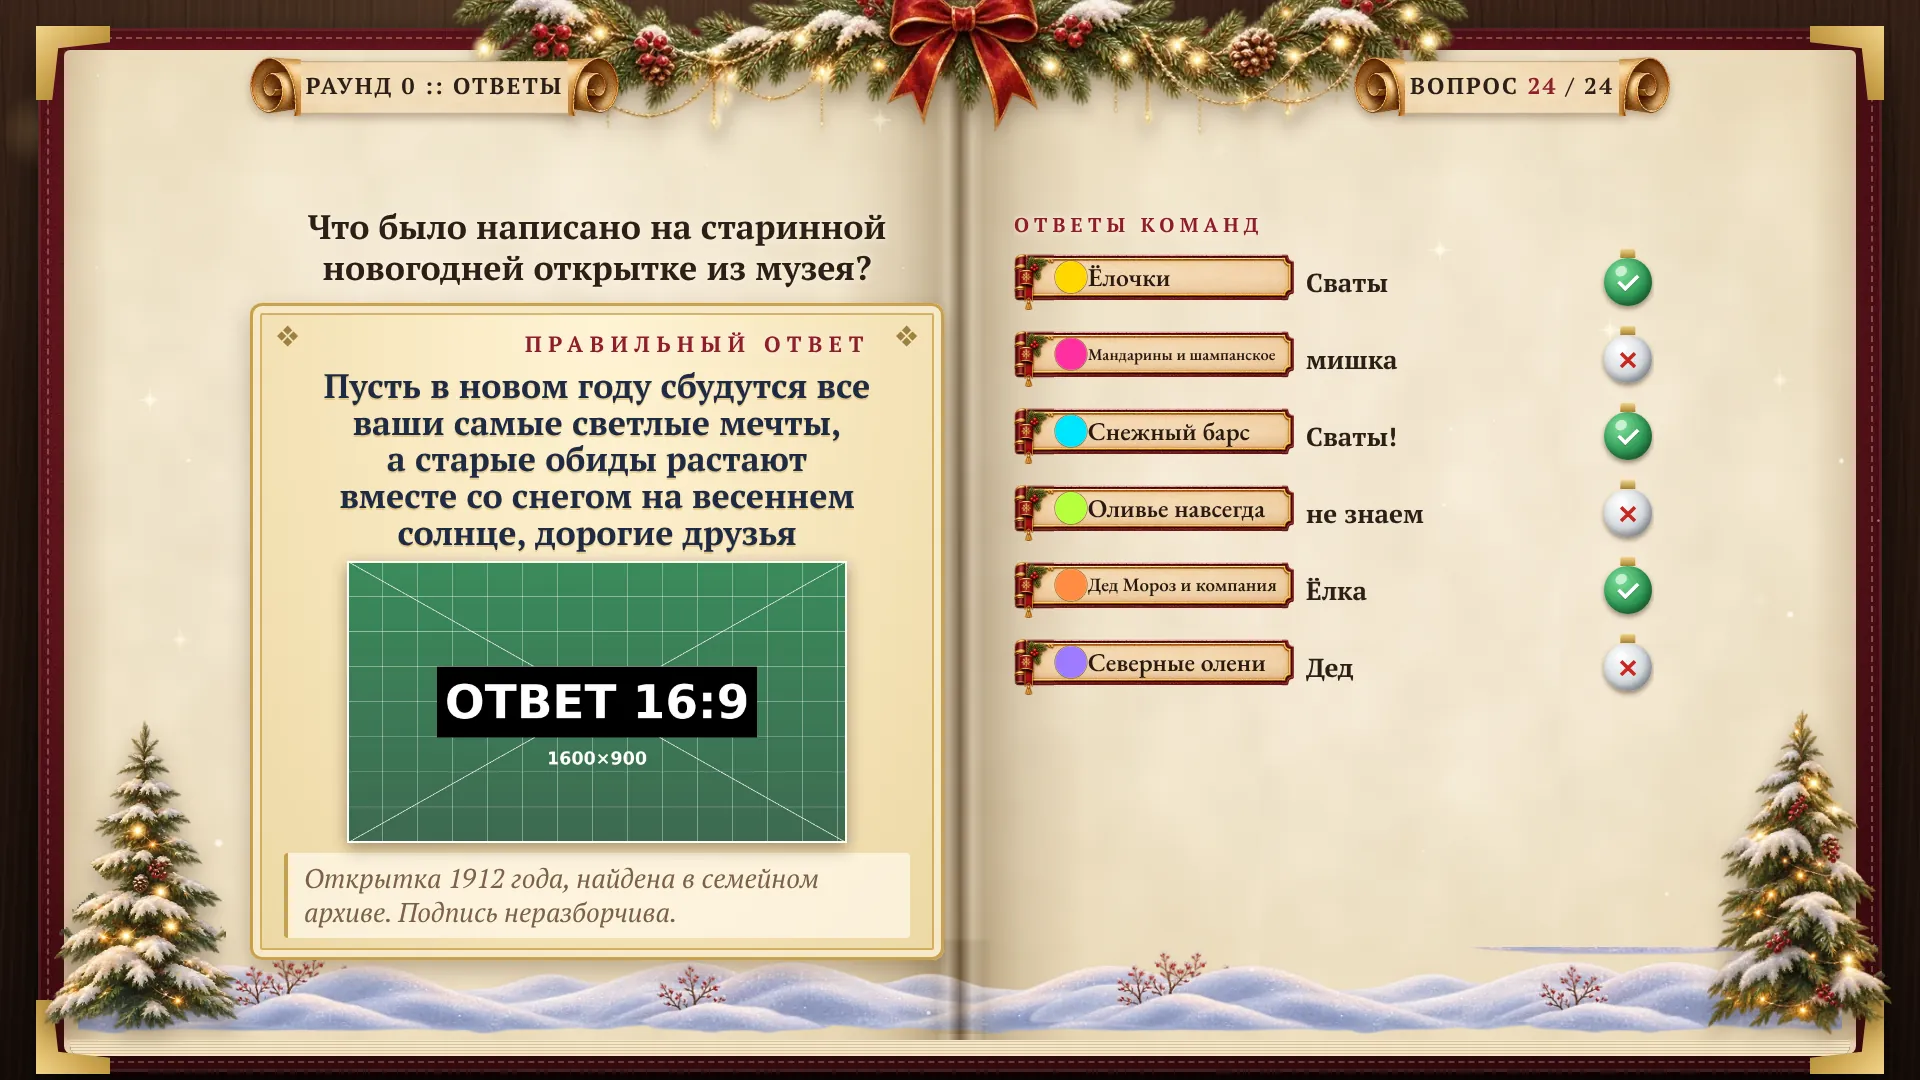 РАУНД 0 :: ОТВЕТЫ
ВОПРОС 24 / 24
Что было написано на старинной
новогодней открытке из музея?
ПРАВИЛЬНЫЙ ОТВЕТ
Пусть в новом году сбудутся все
ваши самые светлые мечты,
а старые обиды растают
вместе со снегом на весеннем
солнце, дорогие друзья
ОТВЕТ 16:9
1600×900
Открытка 1912 года, найдена в семейном
архиве. Подпись неразборчива.
ОТВЕТЫ КОМАНД
Ёлочки Сваты
Мандарины и шампанское мишка
Снежный барс Сваты!
Оливье навсегда не знаем
Дед Мороз и компания Ёлка
Северные олени Дед